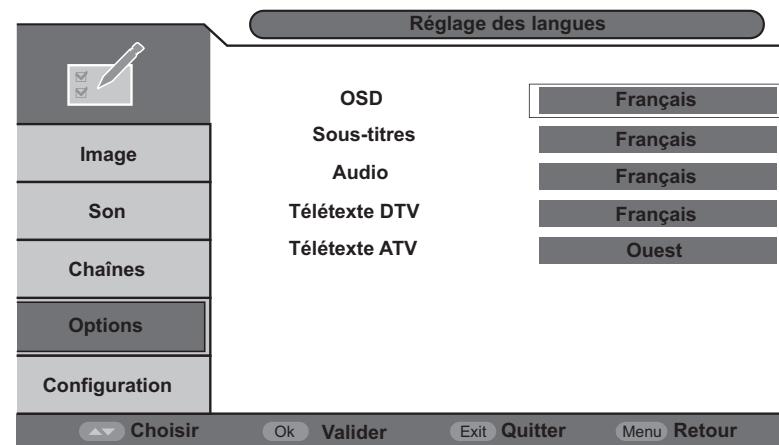 Réglage des langues
OSD Français
Sous-titres Français
Audio Français
Télétexte DTV Français
Télétexte ATV Ouest
Image
Son
Chaînes
Options
Configuration
Choisir Ok Valider Exit Quitter Menu Retour